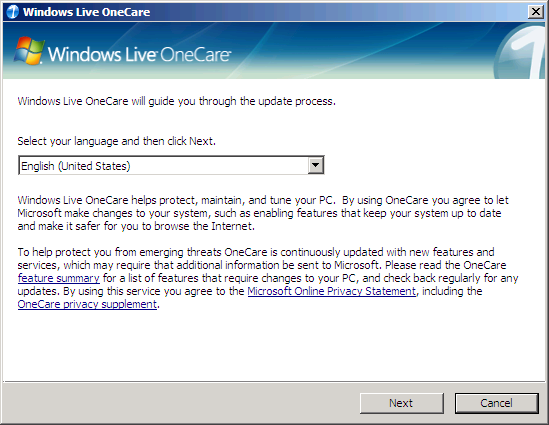 Windows Live OneCare
Windows Live OneCare
Windows Live OneCare will guide you through the update process.
Select your language and then click Next.
English (United States)
Windows Live OneCare helps protect, maintain, and tune your PC.  By using OneCare you agree to let
Microsoft make changes to your system, such as enabling features that keep your system up to date
and make it safer for you to browse the Internet.
To help protect you from emerging threats OneCare is continuously updated with new features and
services, which may require that additional information be sent to Microsoft. Please read the OneCare
feature summary for a list of features that require changes to your PC, and check back regularly for any
updates. By using this service you agree to the Microsoft Online Privacy Statement, including the
OneCare privacy supplement.
Next
Cancel